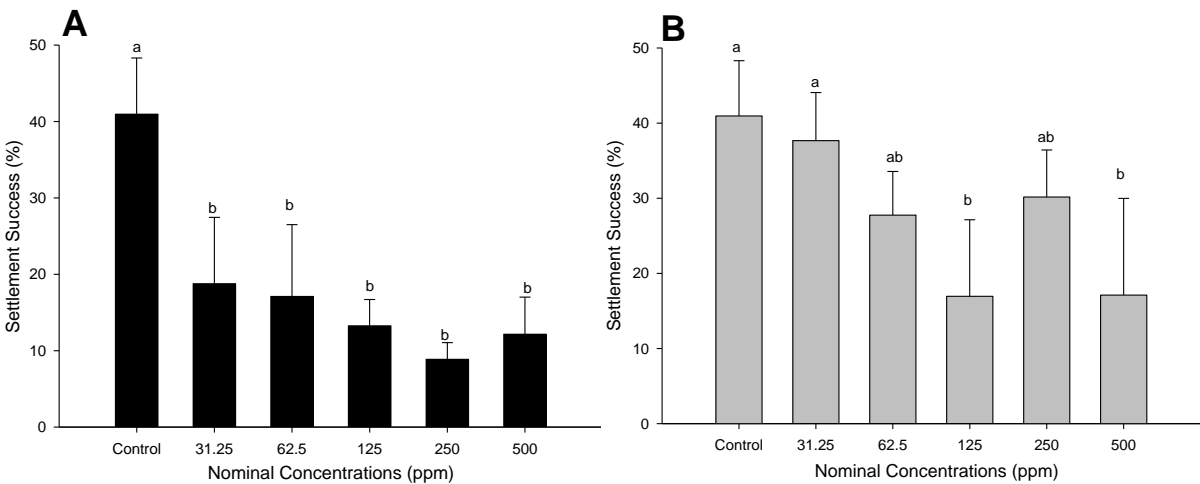 A
50
40
30
20
10
0
Settlement Success (%)
a
b
b
b
b
b
Control 31.25 62.5 125 250 500
Nominal Concentrations (ppm)
B
50
40
30
20
10
0
Settlement Success (%)
a
a
ab
b
ab
b
Control 31.25 62.5 125 250 500
Nominal Concentrations (ppm)